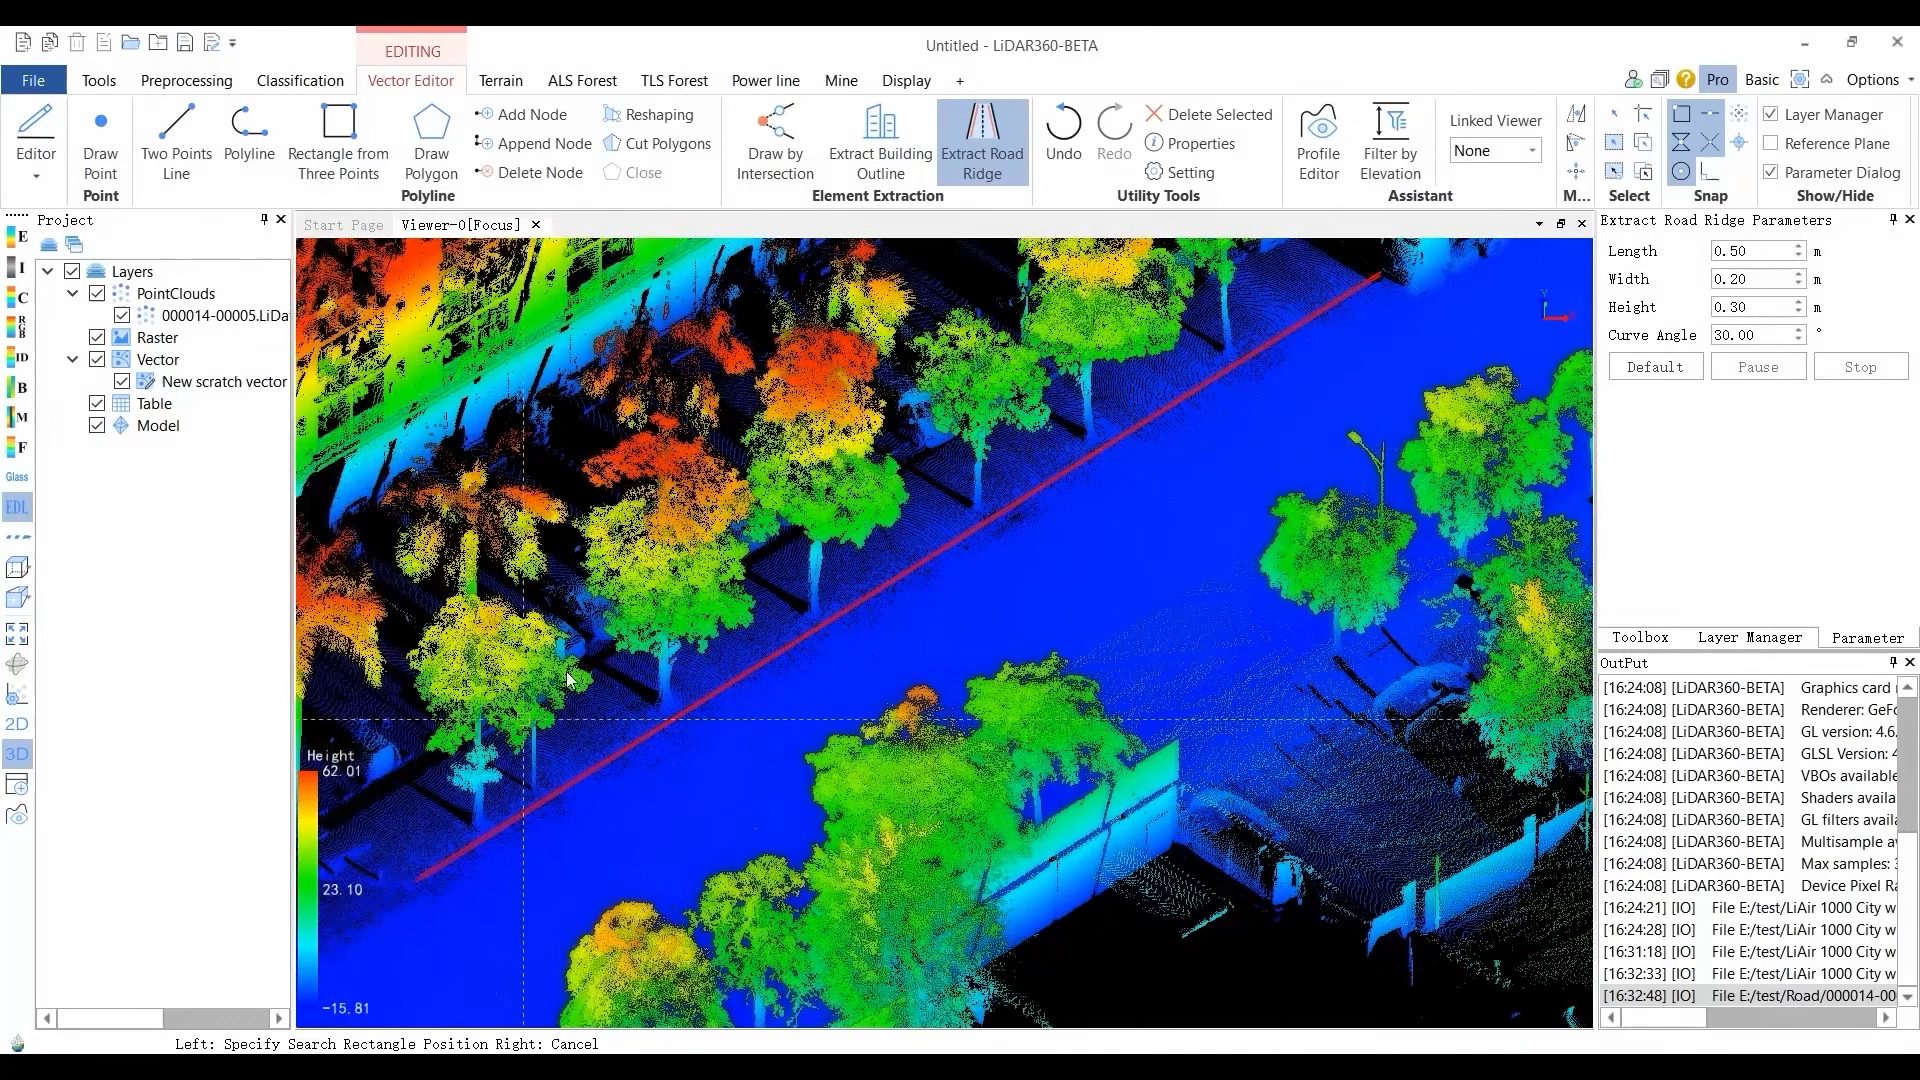 EDITING
Untitled - LiDAR360-BETA
File Tools Preprocessing Classification Vector Editor Terrain ALS Forest TLS Forest Power line Mine Display + Pro Basic Options
Editor
Draw Point
Point
Two Points Line
Polyline
Rectangle from Three Points
Draw Polygon
Add Node
Append Node
Delete Node
Reshaping
Cut Polygons
Close
Polyline
Draw by Intersection
Extract Building Outline
Extract Road Ridge
Element Extraction
Undo
Redo
Delete Selected
Properties
Setting
Utility Tools
Profile Editor
Filter by Elevation
Linked Viewer
None
Assistant
M...
Select
Snap
Layer Manager
Reference Plane
Parameter Dialog
Show/Hide
Project
Layers
PointClouds
000014-00005.LiDa
Raster
Vector
New scratch vector
Table
Model
E
I
C
RGB
ID
B
M
F
Glass
EDL
2D
3D
Start Page Viewer-0[Focus]
Height
62.01
23.10
-15.81
Y
Extract Road Ridge Parameters
Length 0.50 m
Width 0.20 m
Height 0.30 m
Curve Angle 30.00 °
Default Pause Stop
Toolbox Layer Manager Parameter
OutPut
[16:24:08] [LiDAR360-BETA] Graphics card
[16:24:08] [LiDAR360-BETA] Renderer: GeFo
[16:24:08] [LiDAR360-BETA] GL version: 4.6.
[16:24:08] [LiDAR360-BETA] GLSL Version: 4
[16:24:08] [LiDAR360-BETA] VBOs available
[16:24:08] [LiDAR360-BETA] Shaders availa
[16:24:08] [LiDAR360-BETA] GL filters availa
[16:24:08] [LiDAR360-BETA] Multisample av
[16:24:08] [LiDAR360-BETA] Max samples:
[16:24:08] [LiDAR360-BETA] Device Pixel Ra
[16:24:21] [IO] File E:/test/LiAir 1000 City w
[16:24:28] [IO] File E:/test/LiAir 1000 City w
[16:31:18] [IO] File E:/test/LiAir 1000 City w
[16:32:33] [IO] File E:/test/LiAir 1000 City w
[16:32:48] [IO] File E:/test/Road/000014-00
Left: Specify Search Rectangle Position Right: Cancel